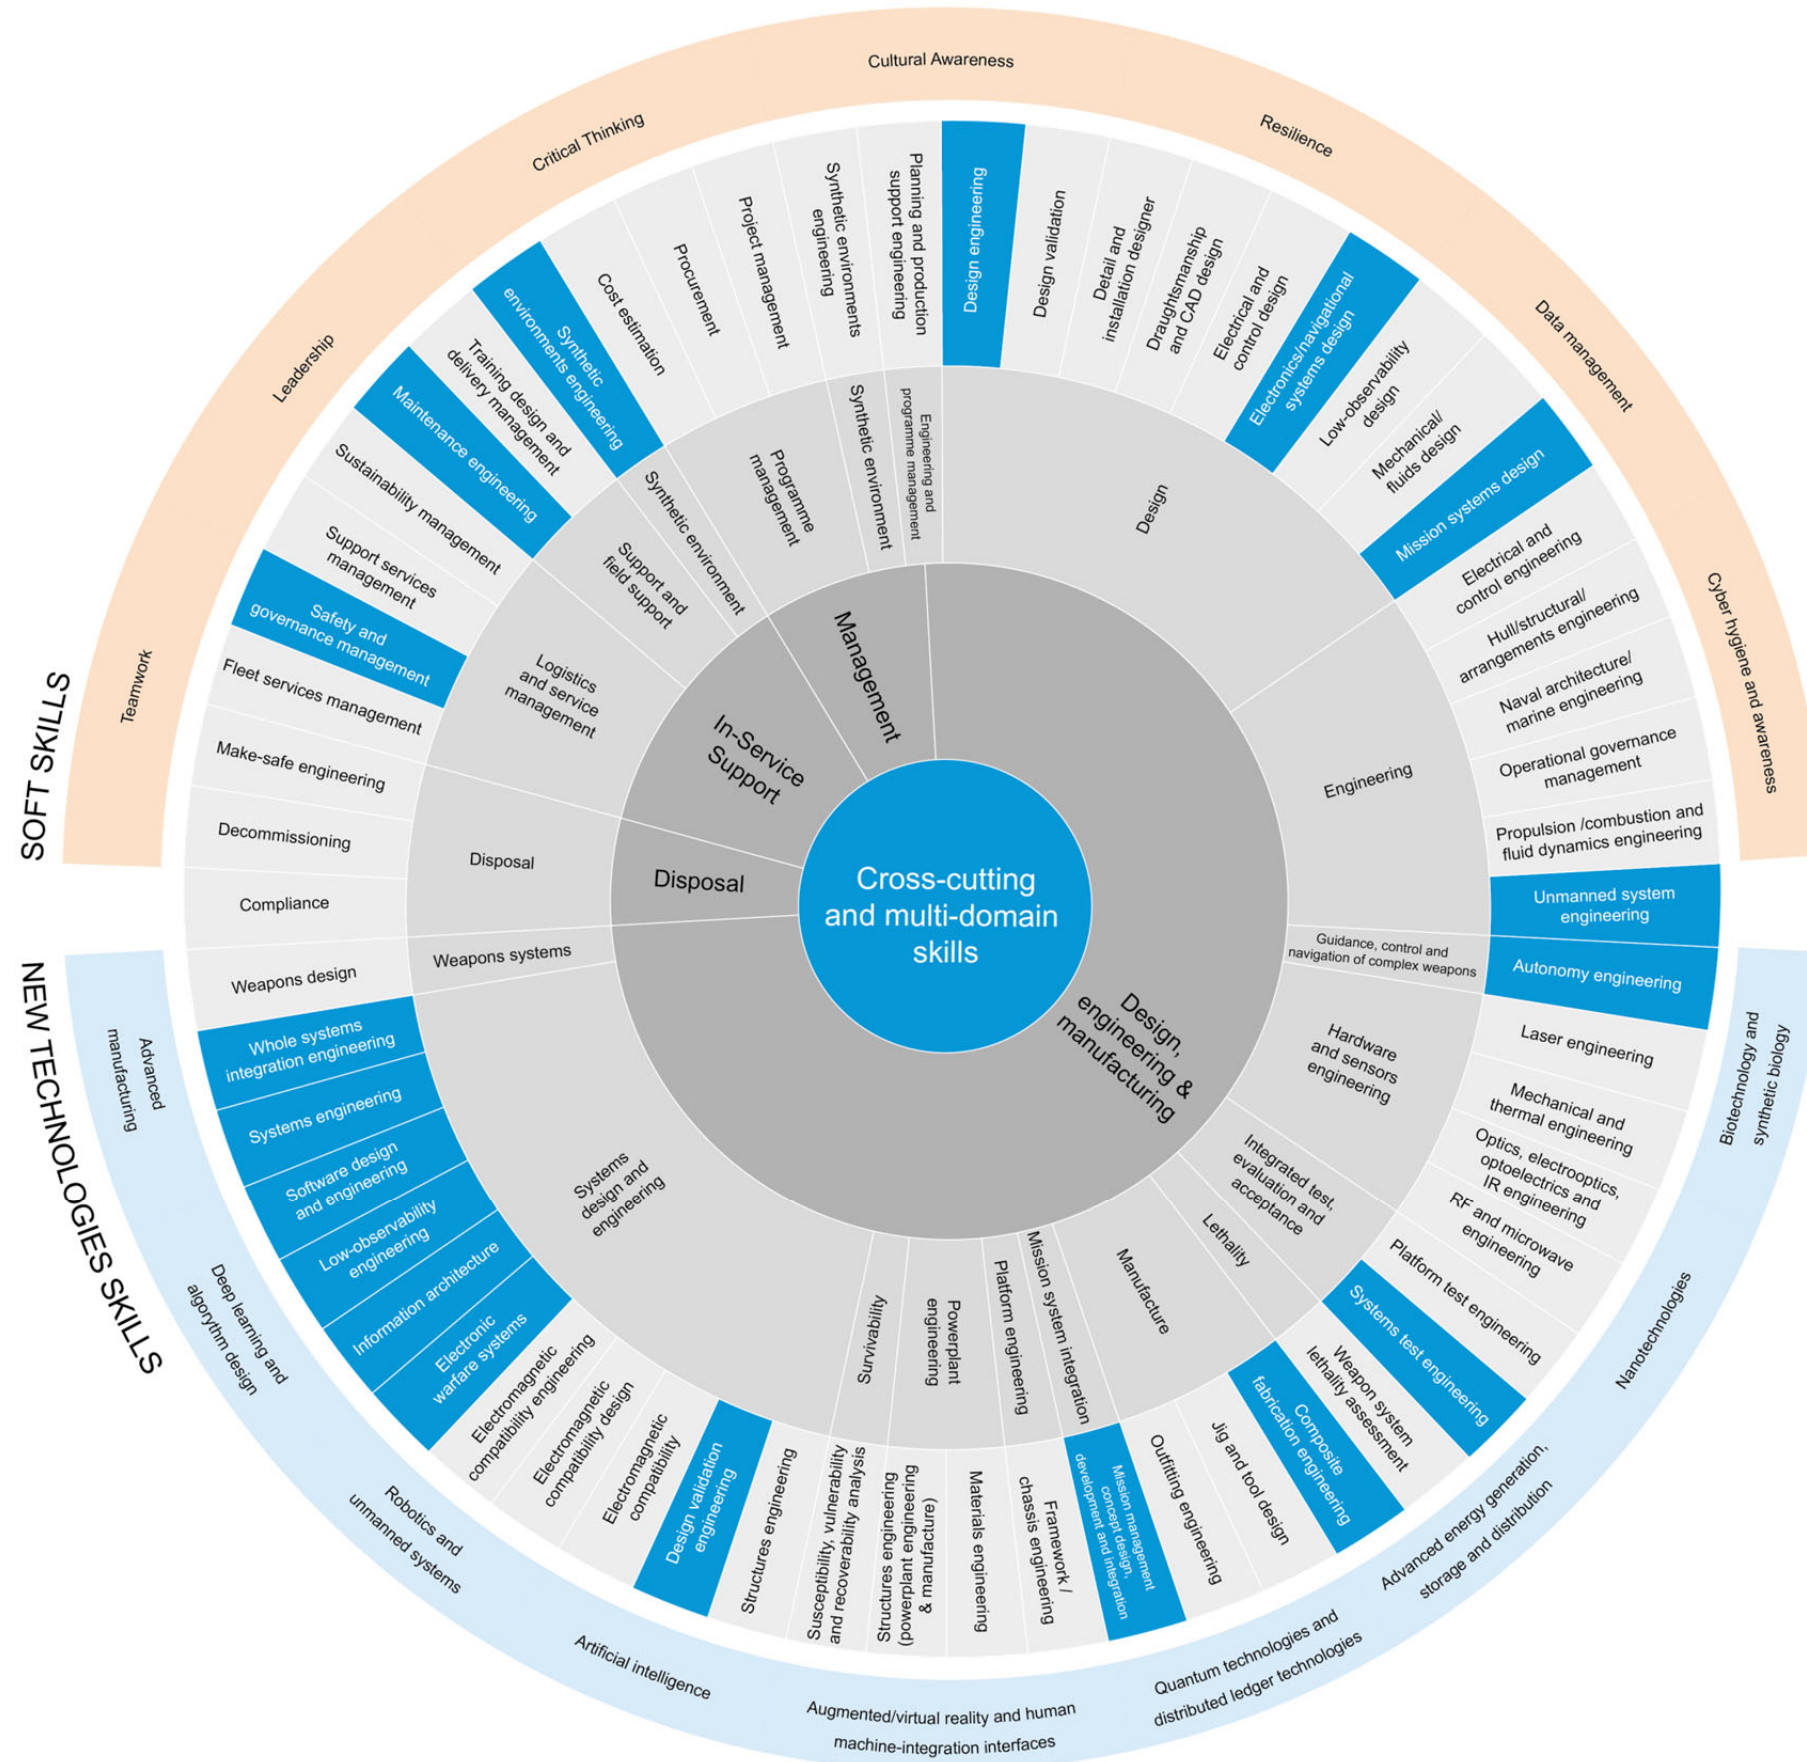 Cultural Awareness
Resilience
Data management
Cyber hygiene and awareness
Critical Thinking
Leadership
Teamwork
SOFT SKILLS
NEW TECHNOLOGIES SKILLS
Advanced
manufacturing
Deep learning and
algorythm design
Robotics and
unmanned systems
Artificial intelligence
Augmented/virtual reality and human
machine-integration interfaces
Quantum technologies and
distributed ledger technologies
Advanced energy generation,
storage and distribution
Nanotechnologies
Biotechnology and
synthetic biology
Design engineering
Design validation
Detail and
installation designer
Draughtsmanship
and CAD design
Electrical and
control design
Electronics/navigational
systems design
Low-observability
design
Mechanical/
fluids design
Mission systems design
Electrical and
control engineering
Hull/structural/
arrangements engineering
Naval architecture/
marine engineering
Operational governance
management
Propulsion /combustion and
fluid dynamics engineering
Unmanned system
engineering
Autonomy engineering
Laser engineering
Mechanical and
thermal engineering
Optics, electrooptics,
optoelectrics and
IR engineering
RF and microwave
engineering
Platform test engineering
Systems test engineering
Weapon system
lethality assessment
Composite
fabrication engineering
Jig and tool design
Outfitting engineering
Mission management
concept design,
development and integration
Framework /
chassis engineering
Materials engineering
Structures engineering
(powerplant engineering
& manufacture)
Susceptibility, vulnerability
and recoverability analysis
Structures engineering
Design validation
engineering
Electromagnetic
compatibility
Electromagnetic
compatibility design
Electromagnetic
compatibility engineering
Electronic
warfare systems
Information architecture
Low-observability
engineering
Software design
and engineering
Systems engineering
Whole systems
integration engineering
Weapons design
Compliance
Decommissioning
Make-safe engineering
Fleet services management
Safety and
governance management
Support services
management
Sustainability management
Maintenance engineering
Training design and
delivery management
Synthetic
environments engineering
Cost estimation
Procurement
Project management
Synthetic environments
engineering
Planning and production
support engineering
Design
Engineering
Guidance, control and
navigation of complex weapons
Hardware
and sensors
engineering
Integrated test,
evaluation and
acceptance
Lethality
Manufacture
Mission system integration
Platform engineering
Powerplant
engineering
Survivability
Systems
design and
engineering
Weapons systems
Disposal
Logistics
and service
management
Support and
field support
Synthetic environment
Programme
management
Synthetic environment
Engineering and
programme management
Management
In-Service
Support
Disposal
Design,
engineering &
manufacturing
Cross-cutting
and multi-domain
skills